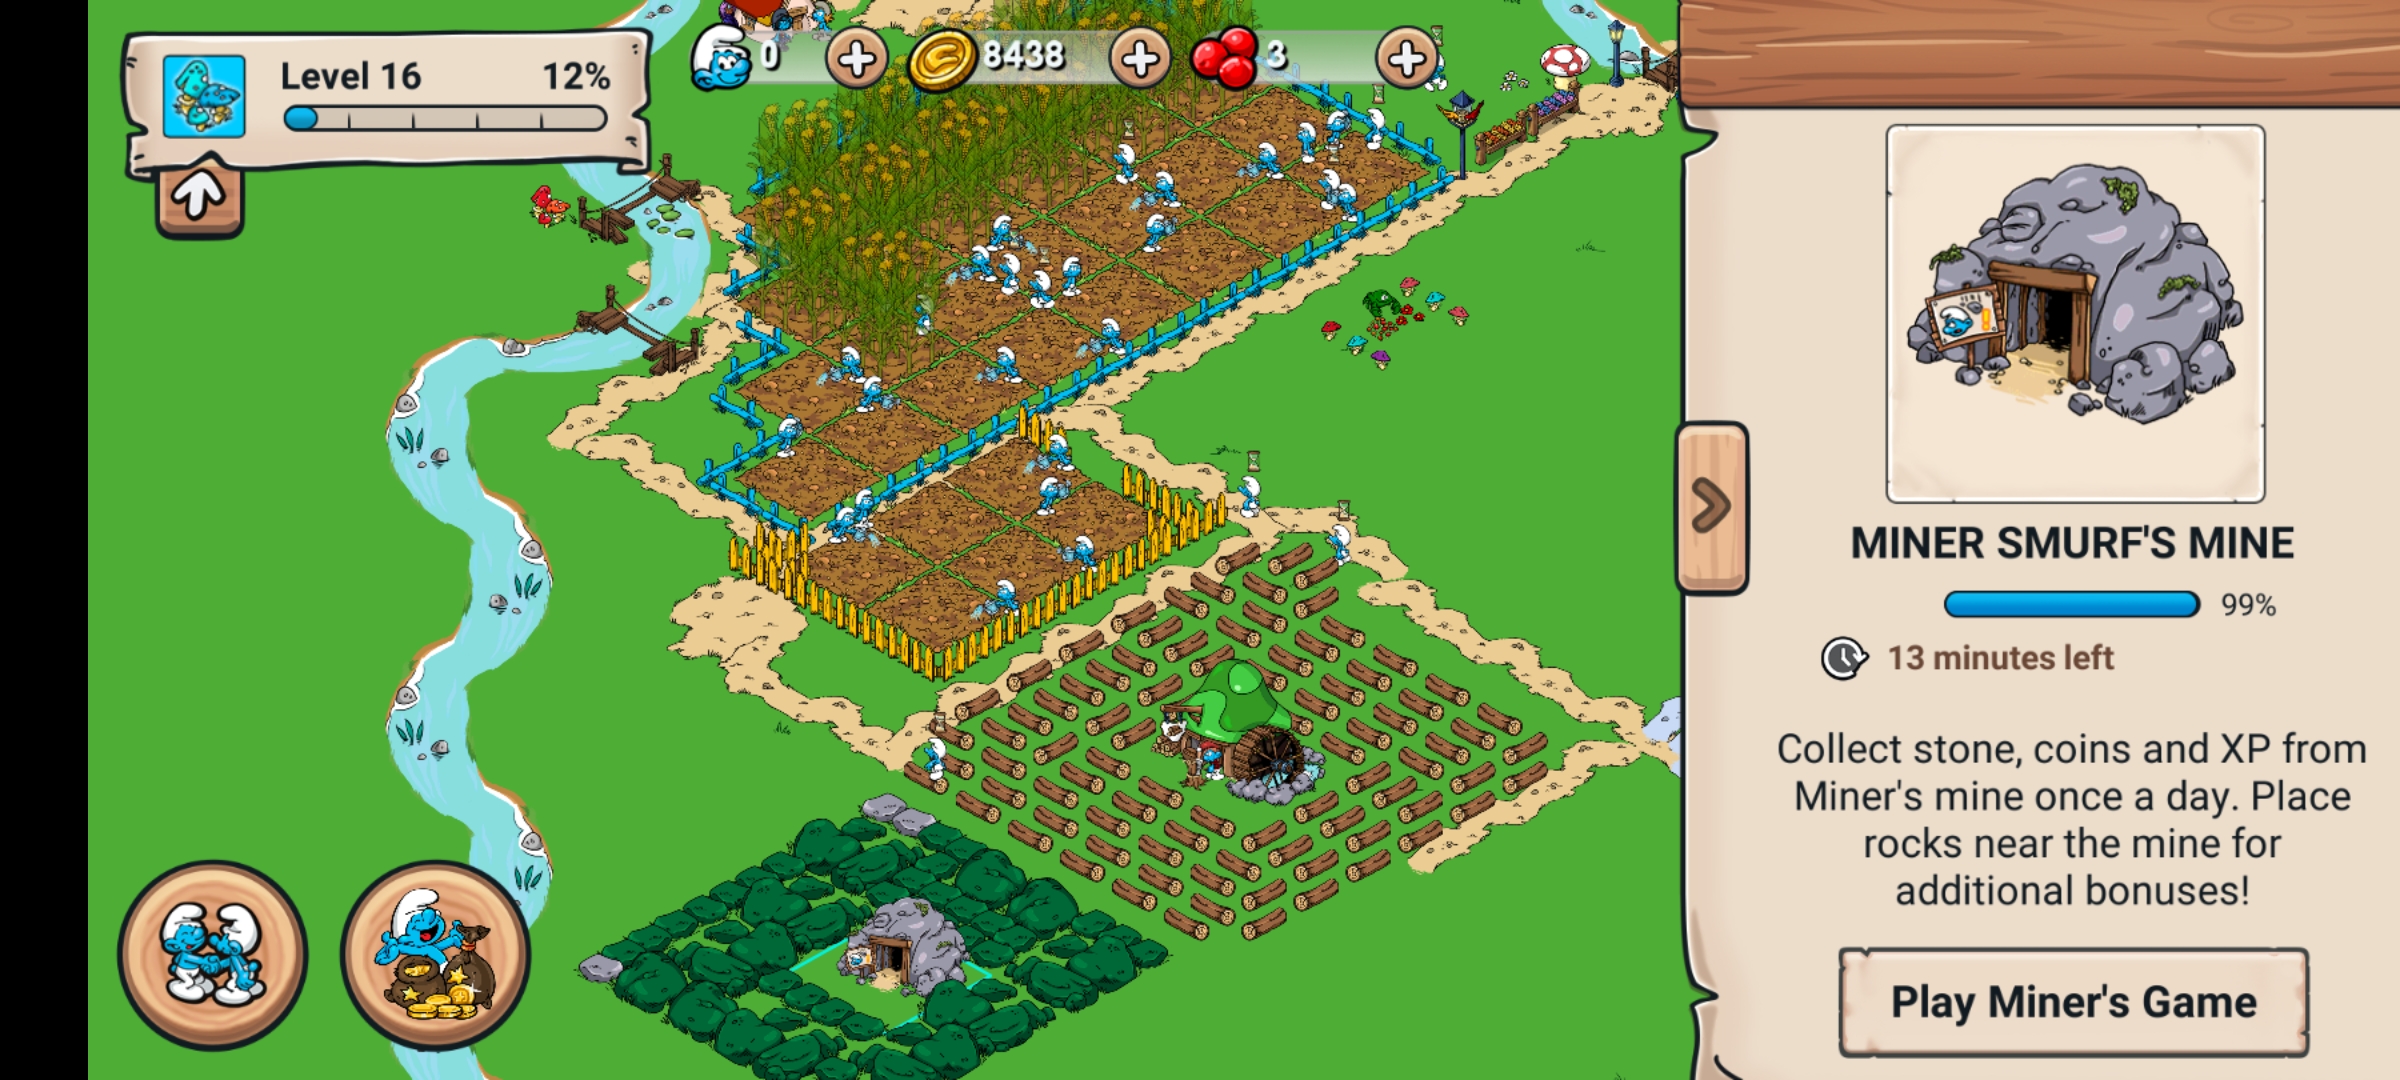 Level 16 12%
0
8438
3
MINER SMURF'S MINE
99%
13 minutes left
Collect stone, coins and XP from
Miner's mine once a day. Place
rocks near the mine for
additional bonuses!
Play Miner's Game